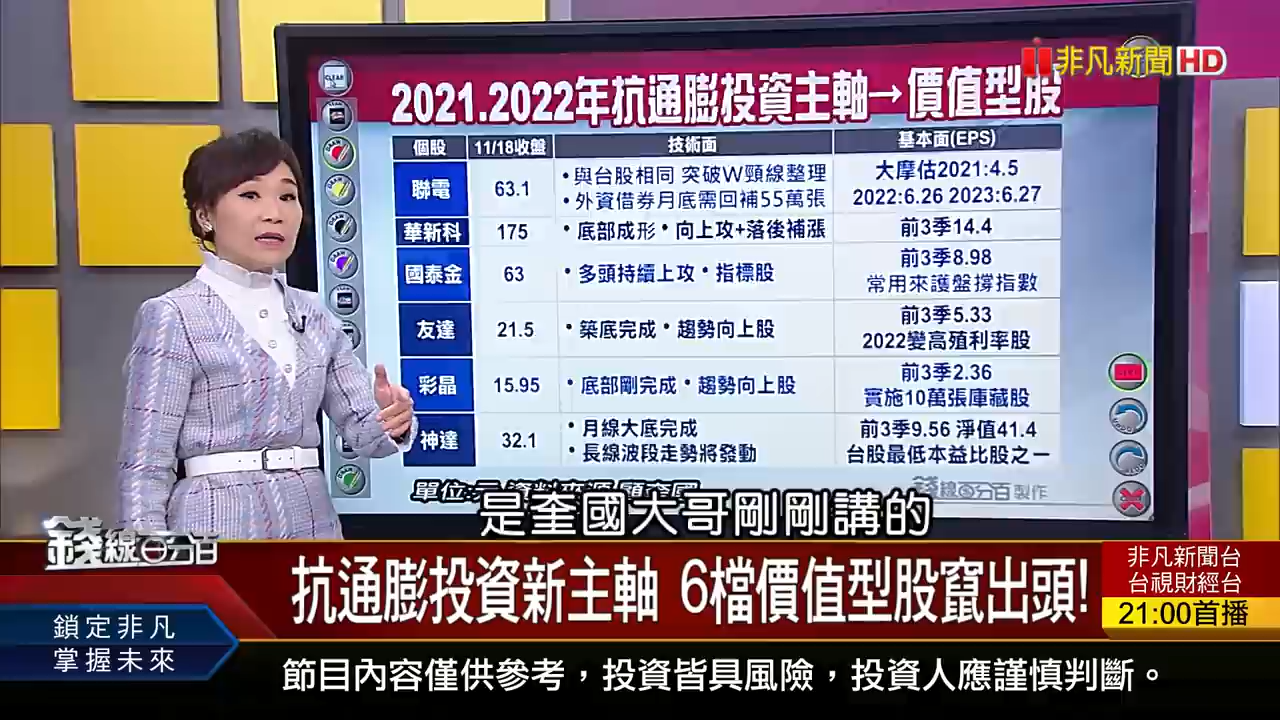 非凡新聞HD
2021.2022年抗通膨投資主軸→價值型股
個股 11/18收盤 技術面 基本面(EPS)
聯電 63.1
•與台股相同 突破W頸線整理
•外資借券月底需回補55萬張
大摩估2021:4.5
2022:6.26 2023:6.27
華新科 175 •底部成形•向上攻+落後補漲 前3季14.4
國泰金 63 •多頭持續上攻•指標股
前3季8.98
常用來護盤撐指數
友達 21.5 •築底完成•趨勢向上股
前3季5.33
2022變高殖利率股
彩晶 15.95 •底部剛完成•趨勢向上股
前3季2.36
實施10萬張庫藏股
神達 32.1
•月線大底完成
•長線波段走勢將發動
前3季9.56 淨值41.4
台股最低本益比股之一
錢線百分百製作
是奎國大哥剛剛講的
錢線百分百
抗通膨投資新主軸 6檔價值型股竄出頭!
非凡新聞台
台視財經台
21:00首播
鎖定非凡
掌握未來
節目內容僅供參考，投資皆具風險，投資人應謹慎判斷。